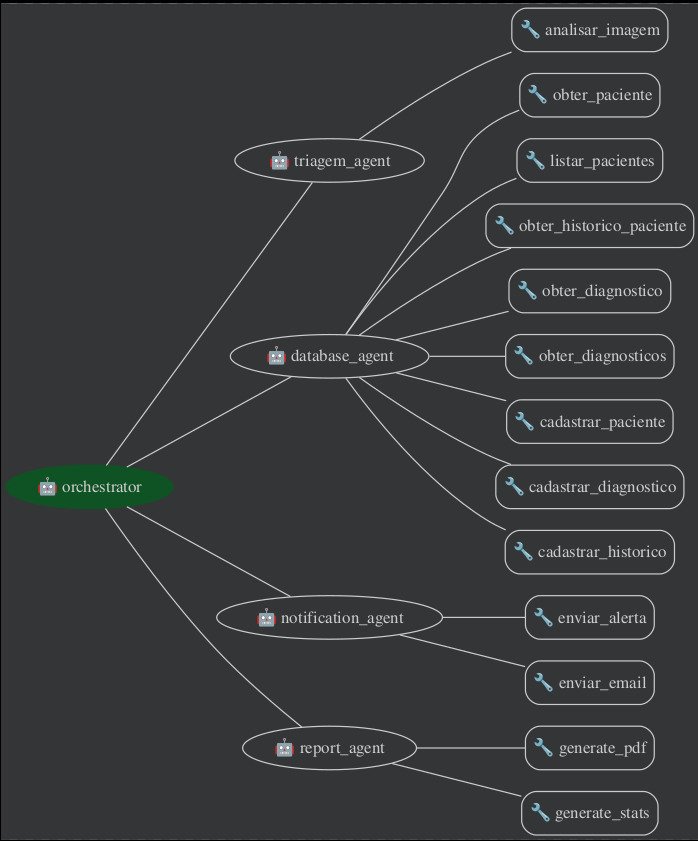 analisar_imagem
obter_paciente
triagem_agent
listar_pacientes
obter_historico_paciente
obter_diagnostico
database_agent
obter_diagnosticos
cadastrar_paciente
orchestrator
cadastrar_diagnostico
cadastrar_historico
notification_agent
enviar_alerta
enviar_email
report_agent
generate_pdf
generate_stats